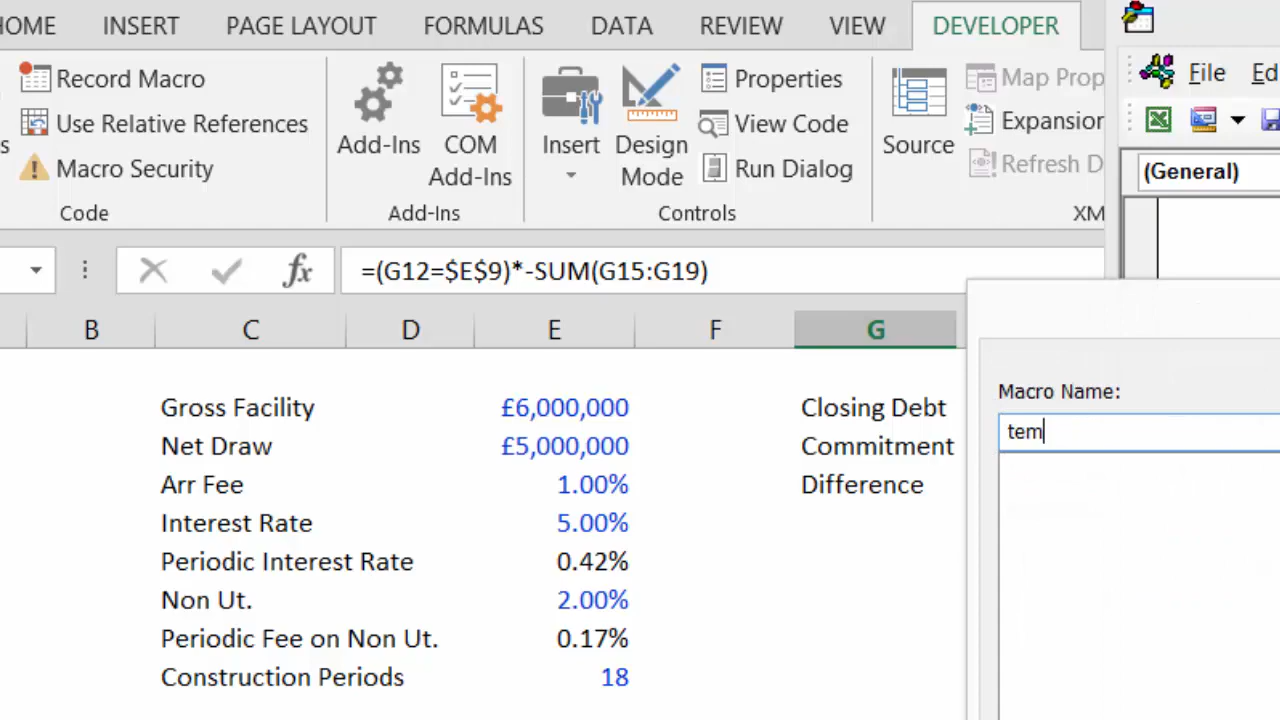 HOME INSERT PAGE LAYOUT FORMULAS DATA REVIEW VIEW DEVELOPER
Record Macro
Use Relative References
Macro Security
Code
Add-Ins
COM
Add-Ins
Add-Ins
Insert
Design
Mode
Properties
View Code
Run Dialog
Controls
Source
Map Prop
Expansion
Refresh D
XM
File Ed
(General)
fx =(G12=$E$9)*-SUM(G15:G19)
B C D E F G
Gross Facility £6,000,000 Closing Debt
Net Draw £5,000,000 Commitment
Arr Fee 1.00% Difference
Interest Rate 5.00%
Periodic Interest Rate 0.42%
Non Ut. 2.00%
Periodic Fee on Non Ut. 0.17%
Construction Periods 18
Macro Name:
tem